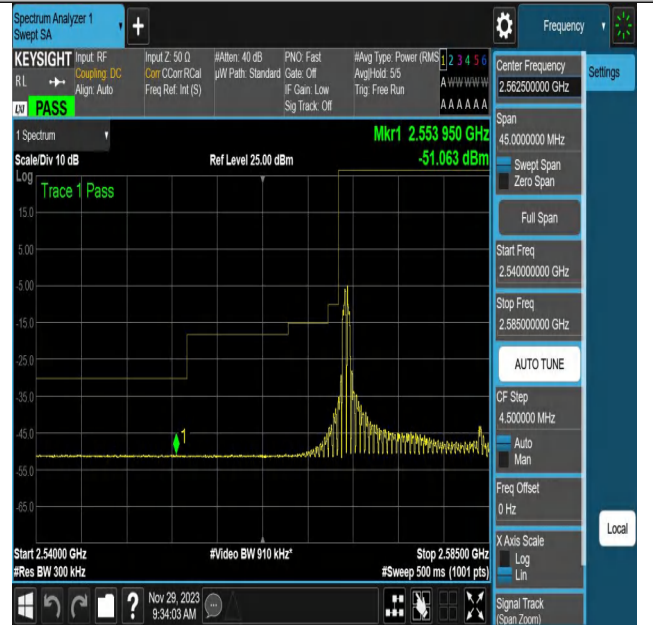 Spectrum Analyzer 1
Swept SA
Frequency
KEYSIGHT
RL
LXI
PASS
Input: RF
Coupling: DC
Align: Auto
Input Z: 50 Ω
Corr CCorr RCal
Freq Ref: Int (S)
#Atten: 40 dB
µW Path: Standard
PNO: Fast
Gate: Off
IF Gain: Low
Sig Track: Off
#Avg Type: Power (RMS
Avg|Hold: 5/5
Trig: Free Run
1 2 3 4 5 6
A W W W W W
A A A A A A
Settings
Center Frequency
2.562500000 GHz
Span
45.0000000 MHz
Swept Span
Zero Span
Full Span
Start Freq
2.540000000 GHz
Stop Freq
2.585000000 GHz
AUTO TUNE
CF Step
4.500000 MHz
Auto
Man
Freq Offset
0 Hz
X Axis Scale
Log
Lin
Signal Track
(Span Zoom)
Local
1 Spectrum
Mkr1 2.553 950 GHz
-51.063 dBm
Scale/Div 10 dB
Ref Level 25.00 dBm
Log
Trace 1 Pass
15.0
5.00
-5.00
-15.0
-25.0
-35.0
-45.0
-55.0
-65.0
1
Start 2.54000 GHz
#Video BW 910 kHz*
Stop 2.58500 GHz
#Res BW 300 kHz
#Sweep 500 ms (1001 pts)
Nov 29, 2023
9:34:03 AM